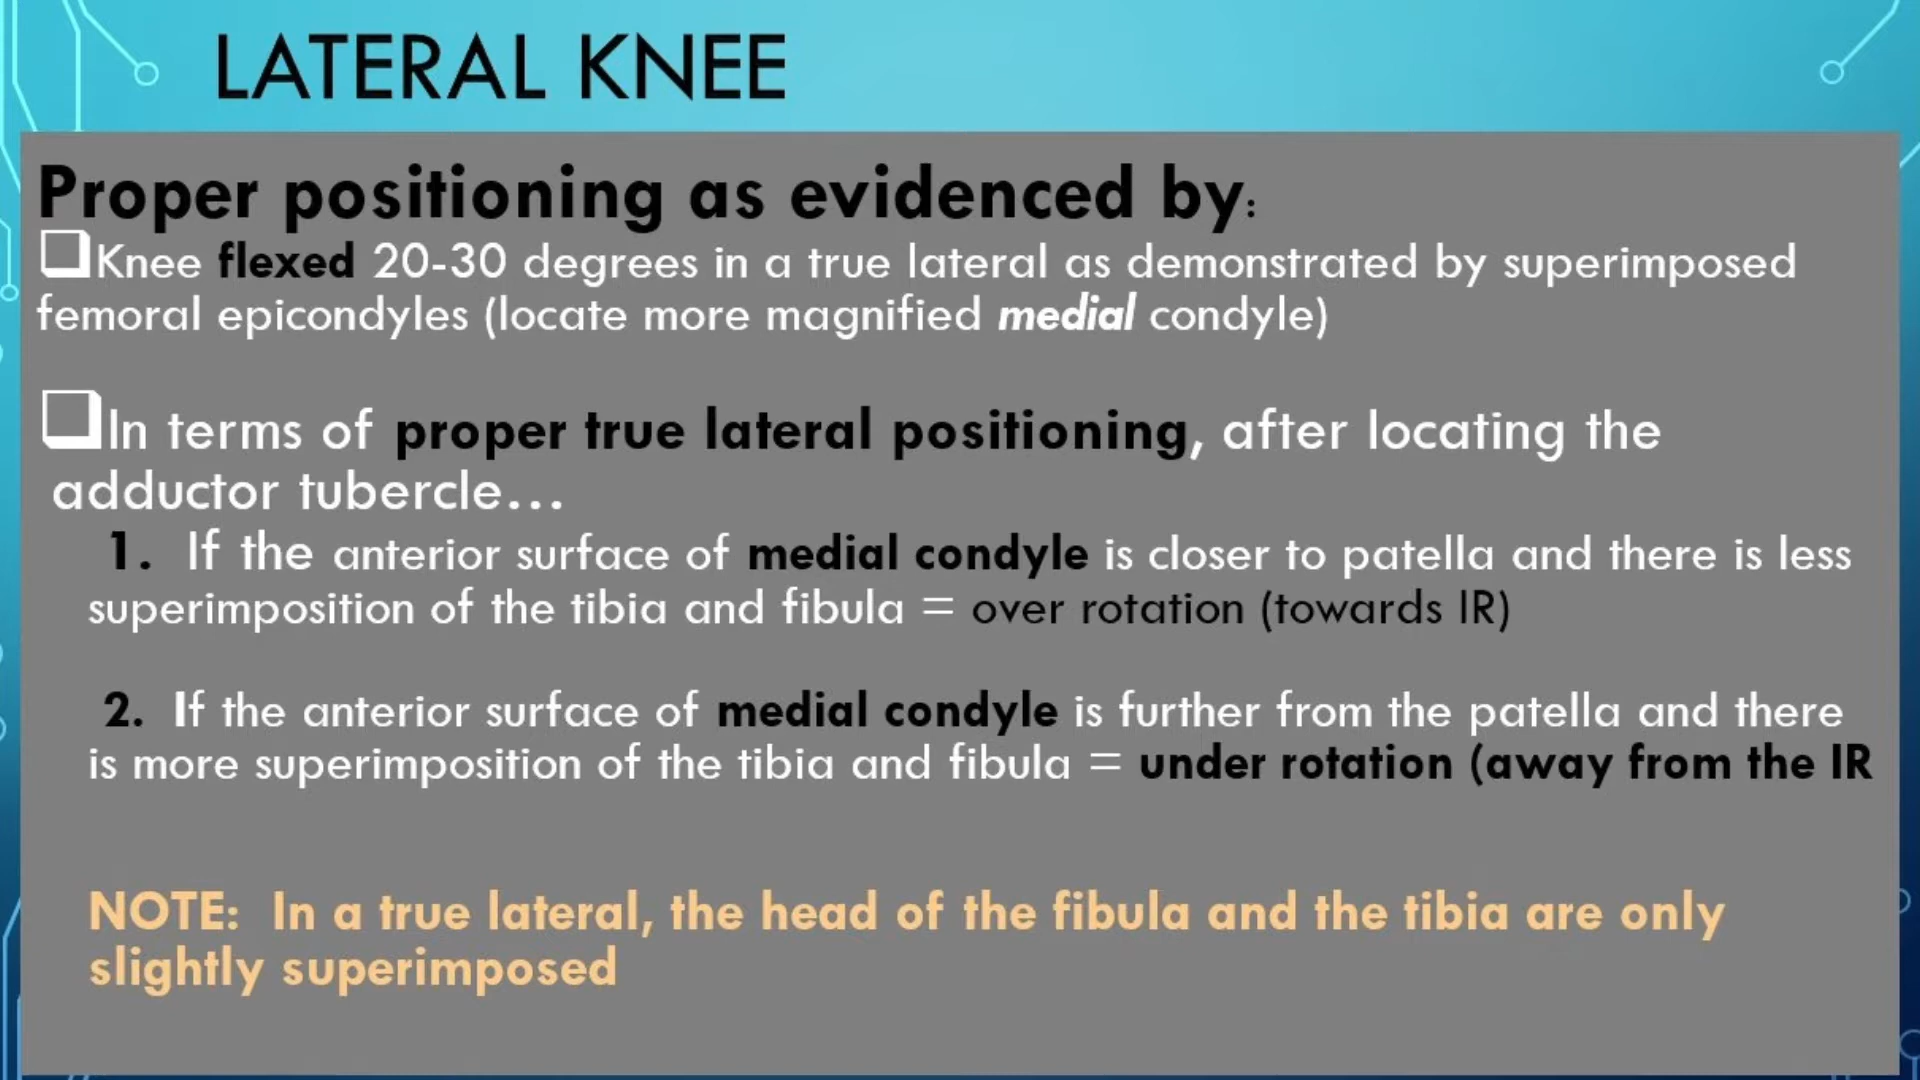 LATERAL KNEE
Proper positioning as evidenced by:
❑Knee flexed 20-30 degrees in a true lateral as demonstrated by superimposed
femoral epicondyles (locate more magnified medial condyle)
❑In terms of proper true lateral positioning, after locating the
adductor tubercle…
1. If the anterior surface of medial condyle is closer to patella and there is less
superimposition of the tibia and fibula = over rotation (towards IR)
2. If the anterior surface of medial condyle is further from the patella and there
is more superimposition of the tibia and fibula = under rotation (away from the IR
NOTE: In a true lateral, the head of the fibula and the tibia are only
slightly superimposed